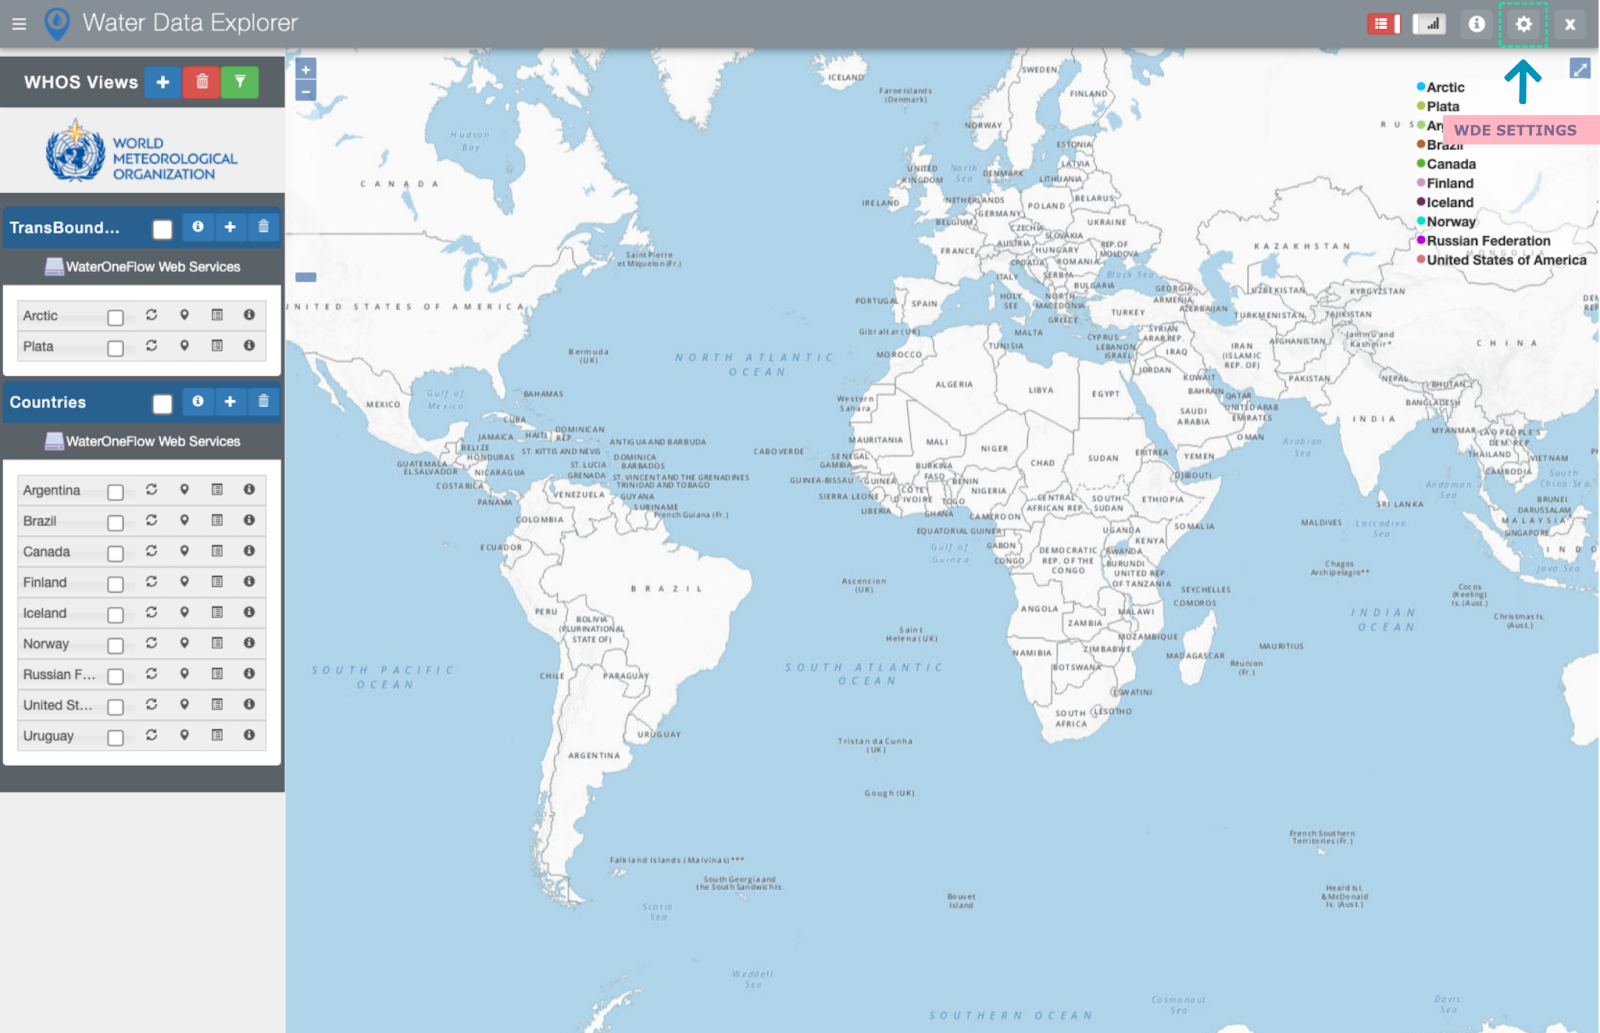 Water Data Explorer
WHOS Views
WORLD
METEOROLOGICAL
ORGANIZATION
TransBound...
WaterOneFlow Web Services
Arctic
Plata
Countries
WaterOneFlow Web Services
Argentina
Brazil
Canada
Finland
Iceland
Norway
Russian F...
United St...
Uruguay
Arctic
Plata
WDE SETTINGS
Brazil
Canada
Finland
Iceland
Norway
Russian Federation
United States of America
ICELAND
SWEDEN
Faroe Islands
(Denmark)
FINLAND
NORWAY
Hudson
Bay
ESTONIA
LATVIA
UNITED
KINGDOM
North
Sea
DENMARK
LITHUANIA
CANADA
IRELAND
NETHERLANDS
POLAND
BELARUS
GERMANY
BELGIUM
UKRAINE
CZECHIA
SLOVAKIA
AUSTRIA
HUNGARY
REP. OF
MOLDOVA
FRANCE
CROATIA
ROMANIA
KAZAKHSTAN
MONGOLIA
Saint Pierre
et Miquelon (Fr.)
ITALY
SERBIA
Black Sea
BULGARIA
GEORGIA
UZBEKISTAN
KYRGYZSTAN
UNITED STATES OF AMERICA
PORTUGAL
SPAIN
HOLY
SEE
NORTH
MACEDONIA
ARMENIA
AZERBAIJAN
TURKMENISTAN
TAJIKISTAN
GREECE
TURKEY
Gibraltar (UK)
MALTA
CYPRUS
SYRIAN
ARAB REP.
Jammu and
Kashmir*
TUNISIA
LEBANON
ISRAEL
IRAQ
IRAN
(ISLAMIC
REP. OF)
AFGHANISTAN
CHINA
Bermuda
(UK)
NORTH ATLANTIC
OCEAN
MOROCCO
JORDAN
KUWAIT
PAKISTAN
NEPAL
BHUTAN
ALGERIA
LIBYA
EGYPT
BAHRAIN
QATAR
BAHAMAS
Gulf of
Mexico
MEXICO
Western
Sahara
SAUDI
ARABIA
UNITED ARAB
EMIRATES
BANGLADESH
INDIA
CUBA
DOMINICAN
REP.
HAITI
JAMAICA
ANTIGUA AND BARBUDA
MAURITANIA
MALI
NIGER
OMAN
Arabian
Sea
MYANMAR
LAO PEOPLE'S
DEM. REP.
BELIZE
HONDURAS
ST. KITTS AND NEVIS
CABO VERDE
CHAD
SUDAN
ERITREA
YEMEN
THAILAND
VIETNAM
GUATEMALA
EL SALVADOR
NICARAGUA
DOMINICA
ST. LUCIA
BARBADOS
GRENADA
ST. VINCENT AND THE GRENADINES
TRINIDAD AND TOBAGO
SENEGAL
GAMBIA
GUINEA-BISSAU
GUINEA
BURKINA
FASO
BENIN
NIGERIA
DJIBOUTI
CAMBODIA
South
China Sea
Andaman
Sea
COSTA RICA
PANAMA
VENEZUELA
GUYANA
SURINAME
French Guiana (Fr.)
SIERRA LEONE
LIBERIA
COTE
D'IVOIRE
TOGO
GHANA
CAMEROON
CENTRAL
AFRICAN REP.
SOUTH
SUDAN
ETHIOPIA
SRI LANKA
BRUNEI
DARUSSALAM
COLOMBIA
EQUATORIAL GUINEA
UGANDA
SOMALIA
MALDIVES
Laccadive
Sea
MALAYSIA
SINGAPORE
ECUADOR
Gulf of
Guinea
GABON
CONGO
DEMOCRATIC
REP. OF THE
CONGO
RWANDA
BURUNDI
KENYA
UNITED REP.
OF TANZANIA
Chagos
Archipelago**
Java Sea
BRAZIL
Ascencion
(UK)
SEYCHELLES
COMOROS
Cocos
(Keeling)
Is. (Aust.)
PERU
BOLIVIA
(PLURINATIONAL
STATE OF)
ANGOLA
ZAMBIA
MALAWI
INDIAN
OCEAN
Christmas Is.
(Aust.)
Saint
Helena (UK)
MOZAMBIQUE
ZIMBABWE
NAMIBIA
BOTSWANA
MADAGASCAR
MAURITIUS
Reunion
(Fr.)
SOUTH PACIFIC
OCEAN
CHILE
PARAGUAY
SOUTH ATLANTIC
OCEAN
ESWATINI
LESOTHO
SOUTH
AFRICA
URUGUAY
ARGENTINA
Tristan da Cunha
(UK)
Gough (UK)
French Southern
Territories (Fr.)
Falkland Islands (Malvinas)***
South Georgia and
the South Sandwich Is.
Bouvet
Island
Heard Isl.
& McDonald
Is. (Aust.)
Scotia
Sea
Weddell
Sea
Cosmonaut
Sea
Davis
Sea
SOUTHERN OCEAN